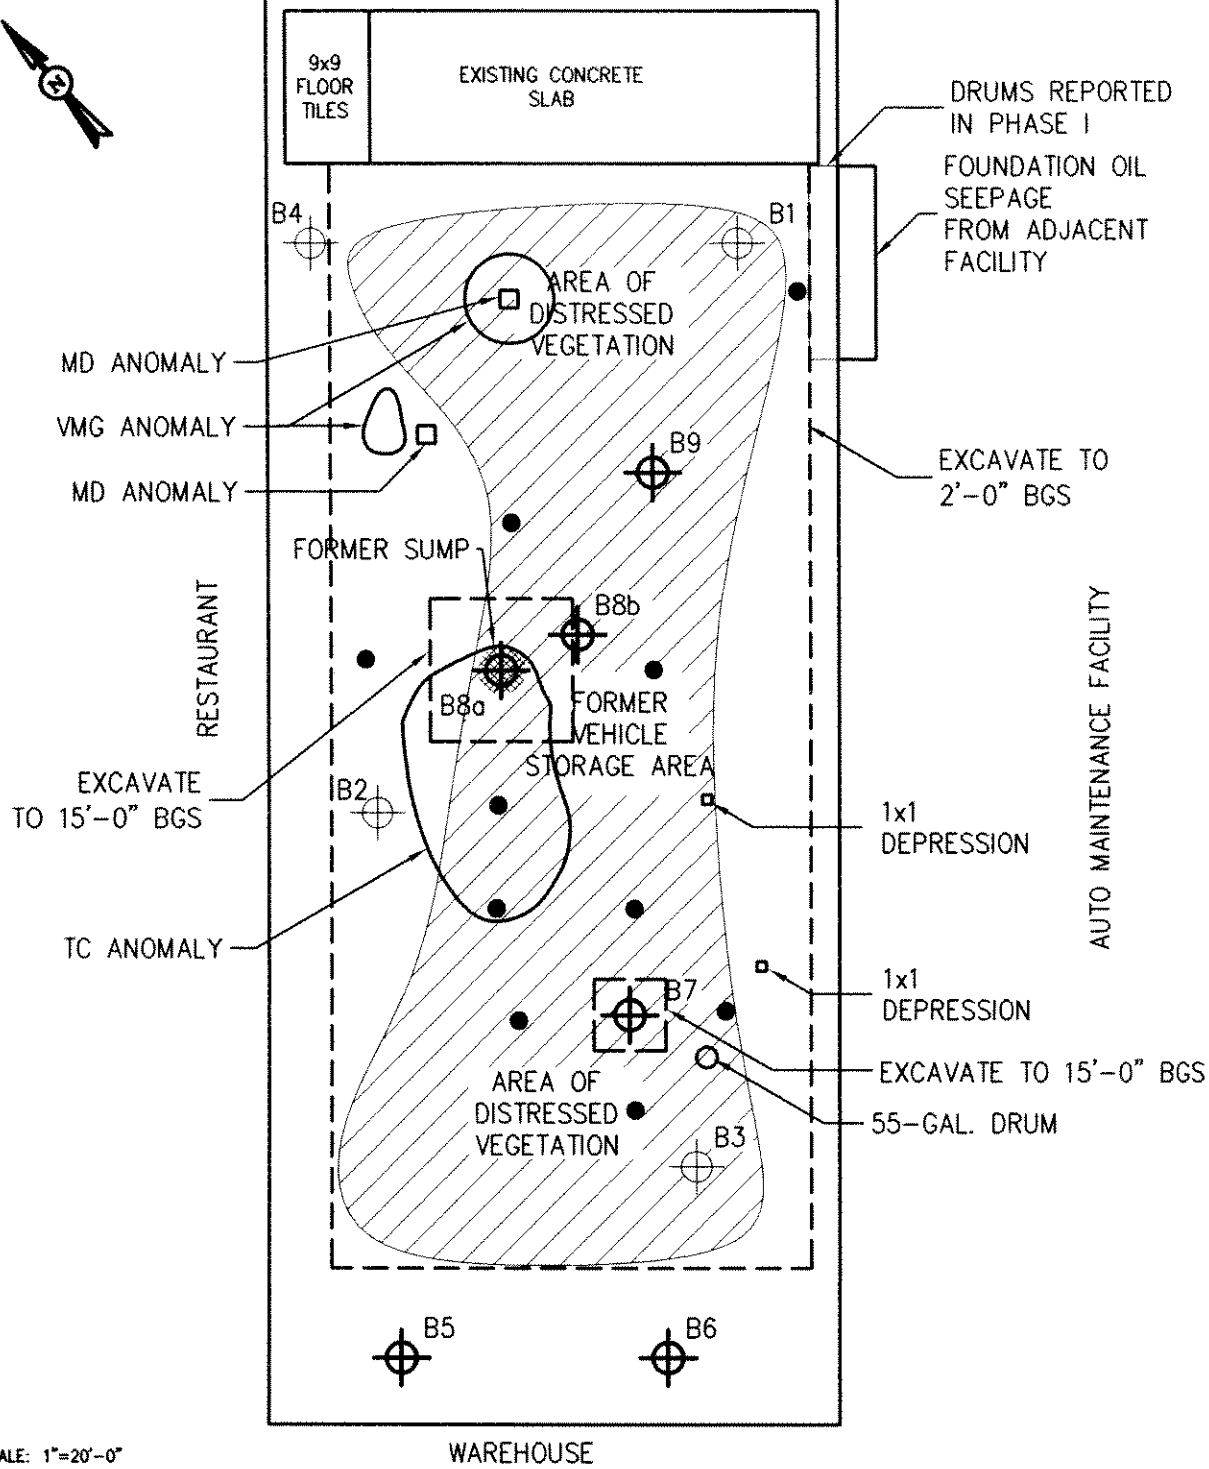 N
9x9
FLOOR
TILES
EXISTING CONCRETE
SLAB
DRUMS REPORTED
IN PHASE I
FOUNDATION OIL
SEEPAGE
FROM ADJACENT
FACILITY
B4
B1
AREA OF
DISTRESSED
VEGETATION
MD ANOMALY
VMG ANOMALY
MD ANOMALY
B9
EXCAVATE TO
2'-0" BGS
FORMER SUMP
B8b
RESTAURANT
B8a
FORMER
VEHICLE
STORAGE AREA
AUTO MAINTENANCE FACILITY
EXCAVATE
TO 15'-0" BGS
B2
1x1
DEPRESSION
TC ANOMALY
B7
1x1
DEPRESSION
EXCAVATE TO 15'-0" BGS
AREA OF
DISTRESSED
VEGETATION
55-GAL. DRUM
B3
B5
B6
ALE: 1"=20'-0"
WAREHOUSE